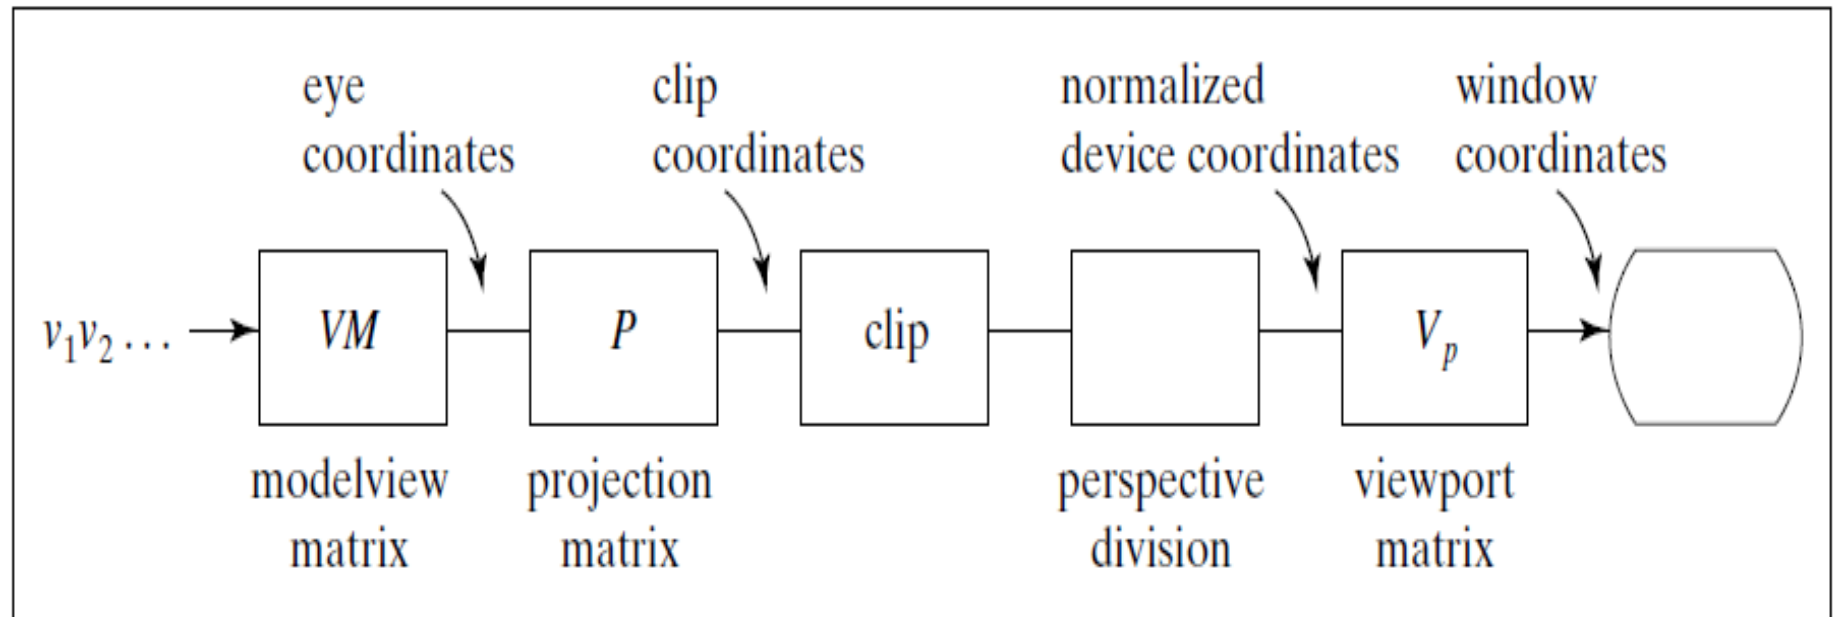 eye
coordinates
clip
coordinates
normalized
device coordinates
window
coordinates
v₁v₂ . . .
VM
P
clip
Vₚ
modelview
matrix
projection
matrix
perspective
division
viewport
matrix